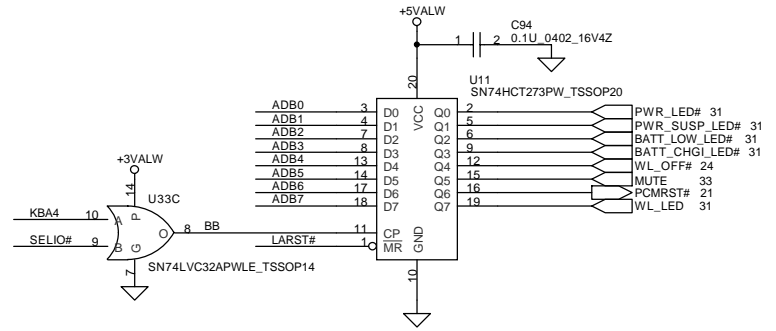 +5VALW
C94
1 2 0.1U_0402_16V4Z
U11
SN74HCT273PW_TSSOP20
20
VCC
ADB0 3 D0 Q0 2 PWR_LED# 31
ADB1 4 D1 Q1 5 PWR_SUSP_LED# 31
ADB2 7 D2 Q2 6 BATT_LOW_LED# 31
ADB3 8 D3 Q3 9 BATT_CHGI_LED# 31
ADB4 13 D4 Q4 12 WL_OFF# 24
ADB5 14 D5 Q5 15 MUTE 33
ADB6 17 D6 Q6 16 PCMRST# 21
ADB7 18 D7 Q7 19 WL_LED 31
+3VALW
14
U33C
KBA4 10 A P
O 8 BB 11 CP
SELIO# 9 B G
LARST# 1 MR
GND
7
SN74LVC32APWLE_TSSOP14
10